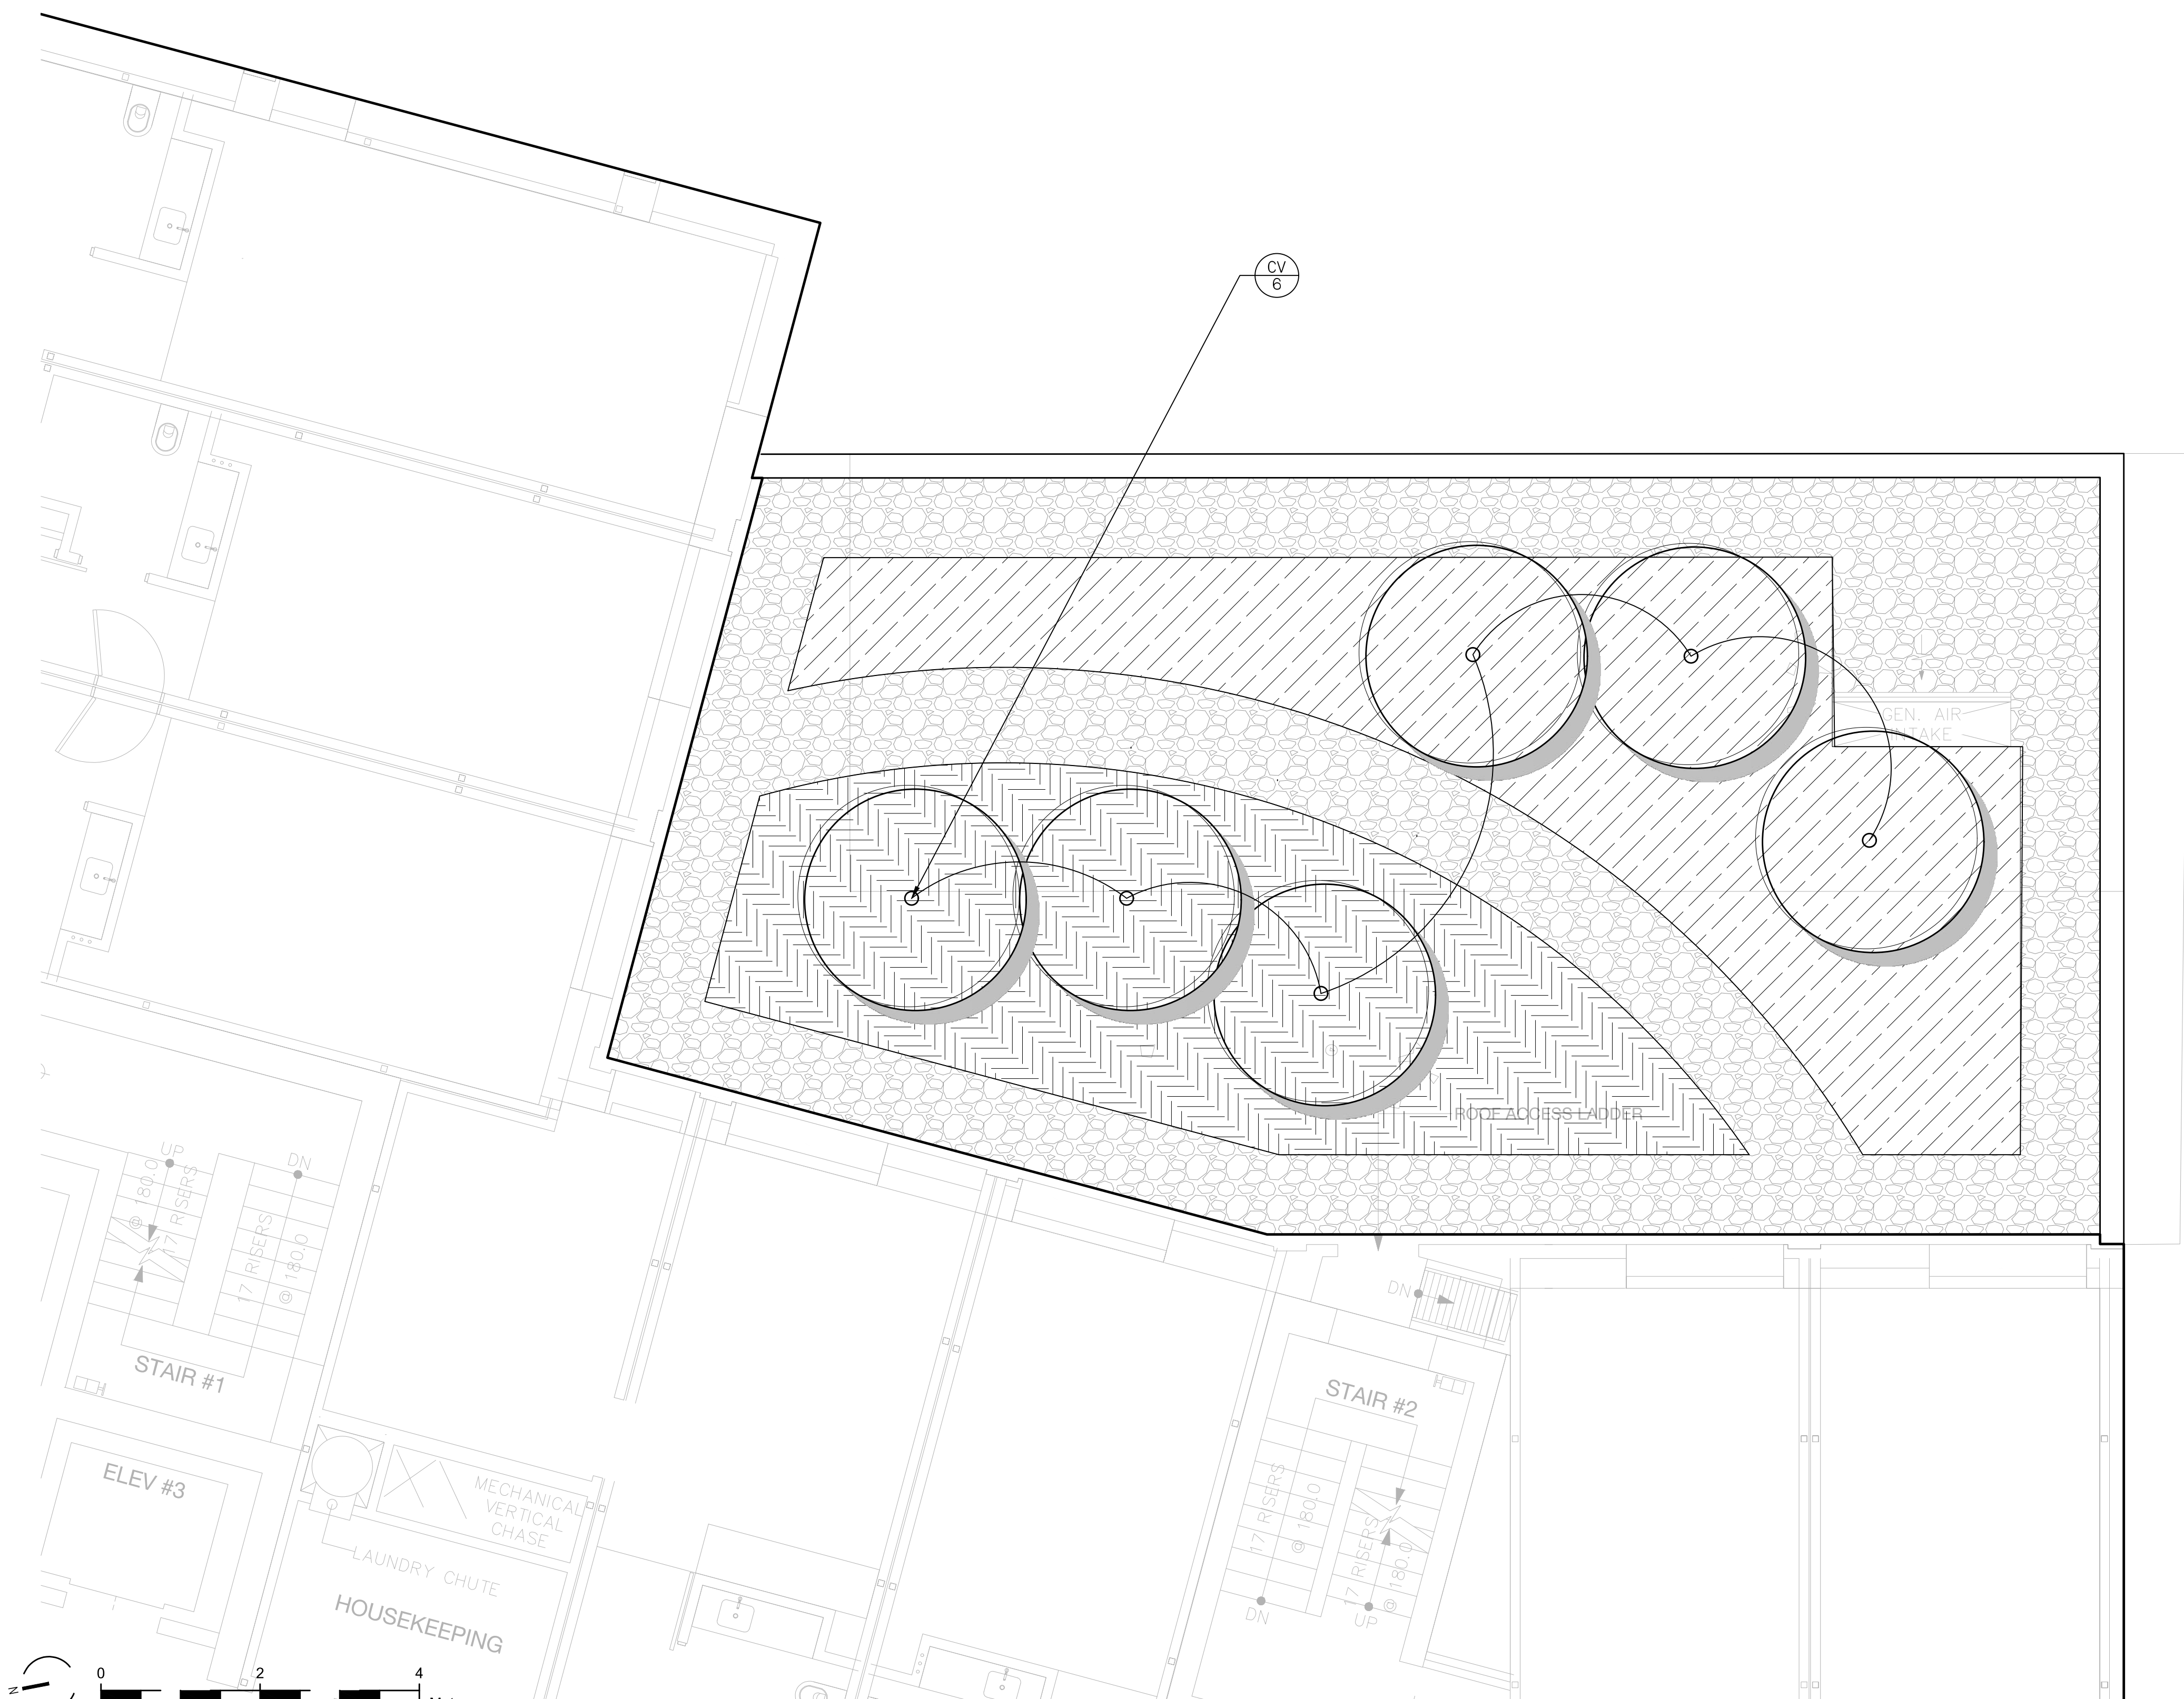 CV
6
GEN. AIR
INTAKE
ROOF ACCESS LADDER
UP
@ 180.0
17 RISERS
DN
17 RISERS
@ 180.0
STAIR #1
ELEV #3
MECHANICAL
VERTICAL
CHASE
LAUNDRY CHUTE
HOUSEKEEPING
DN
STAIR #2
17 RISERS
@ 180.0
DN
17 RISERS
@ 180.0
UP
N
0 2 4